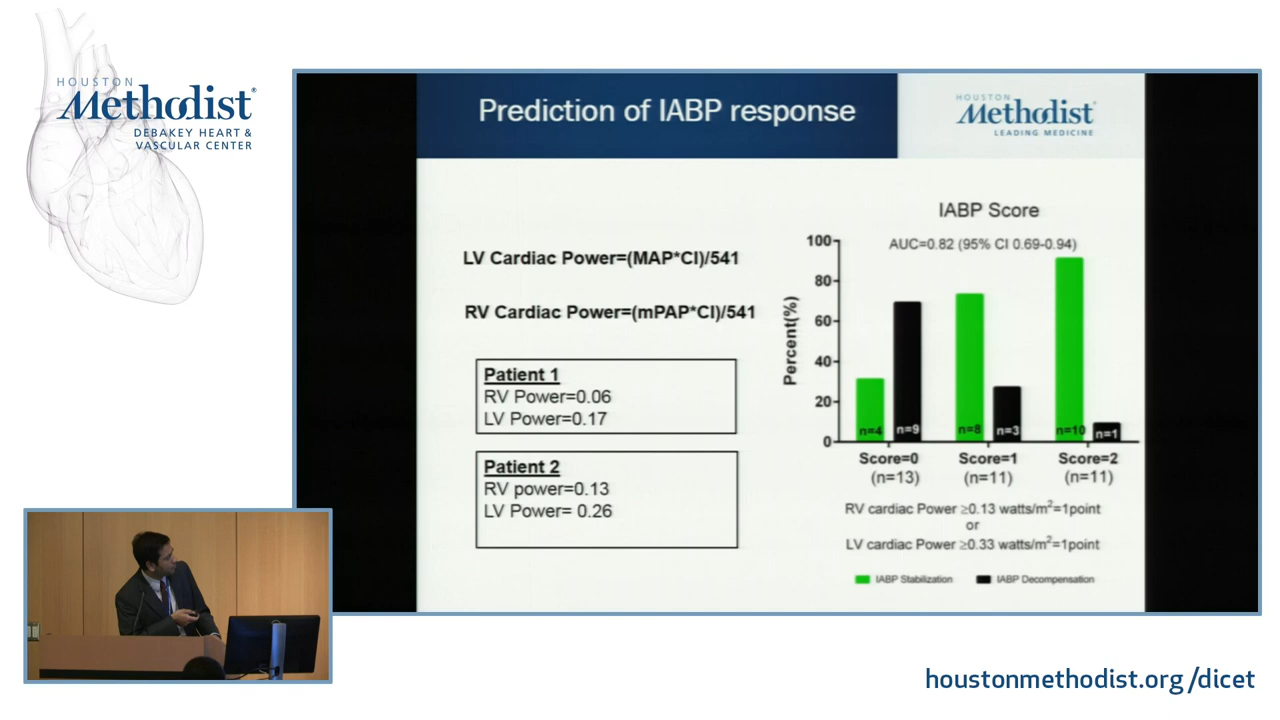 HOUSTON
Methodist®
DEBAKEY HEART &
VASCULAR CENTER
Prediction of IABP response
HOUSTON
Methodist®
LEADING MEDICINE
LV Cardiac Power=(MAP*CI)/541
RV Cardiac Power=(mPAP*CI)/541
Patient 1
RV Power=0.06
LV Power=0.17
Patient 2
RV power=0.13
LV Power= 0.26
IABP Score
AUC=0.82 (95% CI 0.69-0.94)
Percent(%)
100
80
60
40
20
0
n=4 n=9 n=8 n=3 n=10 n=1
Score=0 Score=1 Score=2
(n=13) (n=11) (n=11)
RV cardiac Power ≥0.13 watts/m²=1point
or
LV cardiac Power ≥0.33 watts/m²=1point
IABP Stabilization IABP Decompensation
houstonmethodist.org/dicet